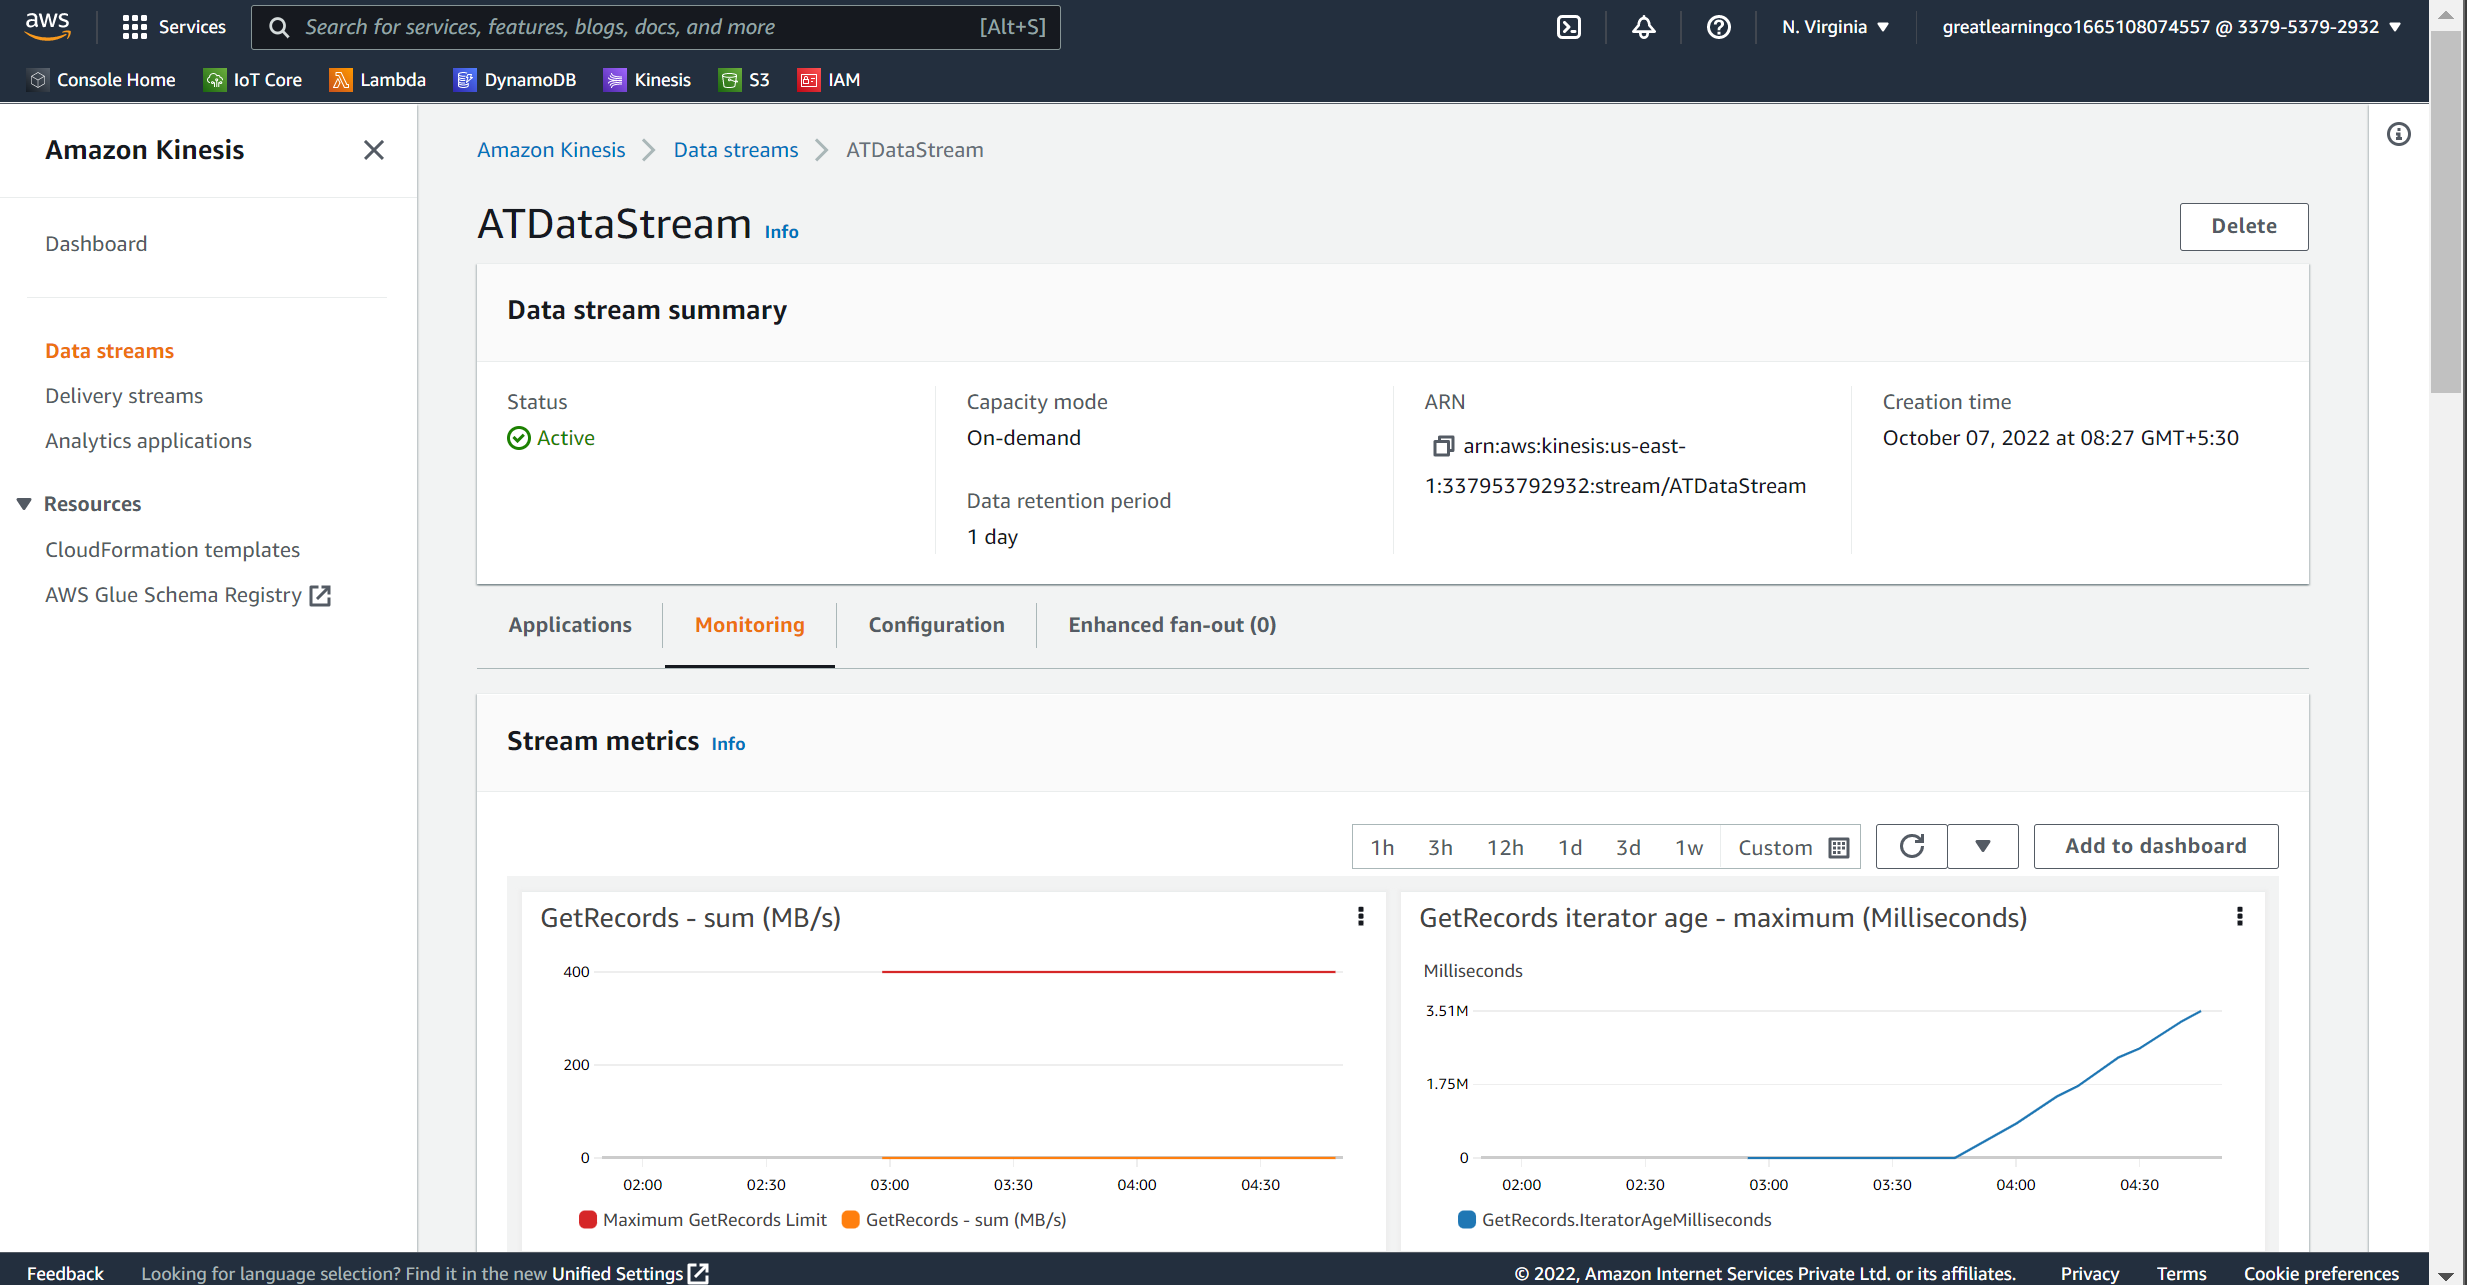 aws
Services
Search for services, features, blogs, docs, and more [Alt+S]
N. Virginia
greatlearningco1665108074557 @ 3379-5379-2932
Console Home
IoT Core
Lambda
DynamoDB
Kinesis
S3
IAM
Amazon Kinesis
Dashboard
Data streams
Delivery streams
Analytics applications
Resources
CloudFormation templates
AWS Glue Schema Registry
Amazon Kinesis
Data streams
ATDataStream
ATDataStream Info
Delete
Data stream summary
Status
Active
Capacity mode
On-demand
Data retention period
1 day
ARN
arn:aws:kinesis:us-east-
1:337953792932:stream/ATDataStream
Creation time
October 07, 2022 at 08:27 GMT+5:30
Applications
Monitoring
Configuration
Enhanced fan-out (0)
Stream metrics Info
1h 3h 12h 1d 3d 1w Custom
Add to dashboard
GetRecords - sum (MB/s)
400
200
0
02:00 02:30 03:00 03:30 04:00 04:30
Maximum GetRecords Limit GetRecords - sum (MB/s)
GetRecords iterator age - maximum (Milliseconds)
Milliseconds
3.51M
1.75M
0
02:00 02:30 03:00 03:30 04:00 04:30
GetRecords.IteratorAgeMilliseconds
Feedback
Looking for language selection? Find it in the new Unified Settings
© 2022, Amazon Internet Services Private Ltd. or its affiliates.
Privacy
Terms
Cookie preferences